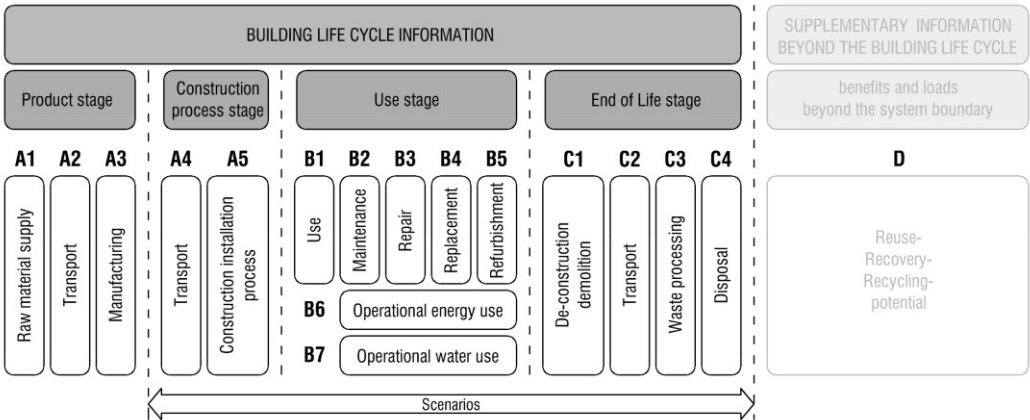 BUILDING LIFE CYCLE INFORMATION
SUPPLEMENTARY INFORMATION
BEYOND THE BUILDING LIFE CYCLE
Product stage
Construction
process stage
Use stage
End of Life stage
benefits and loads
beyond the system boundary
A1 A2 A3 A4 A5 B1 B2 B3 B4 B5 C1 C2 C3 C4 D
Raw material supply
Transport
Manufacturing
Transport
Construction installation
process
Use
Maintenance
Repair
Replacement
Refurbishment
B6 Operational energy use
B7 Operational water use
De-construction
demolition
Transport
Waste processing
Disposal
Reuse-
Recovery-
Recycling-
potential
Scenarios